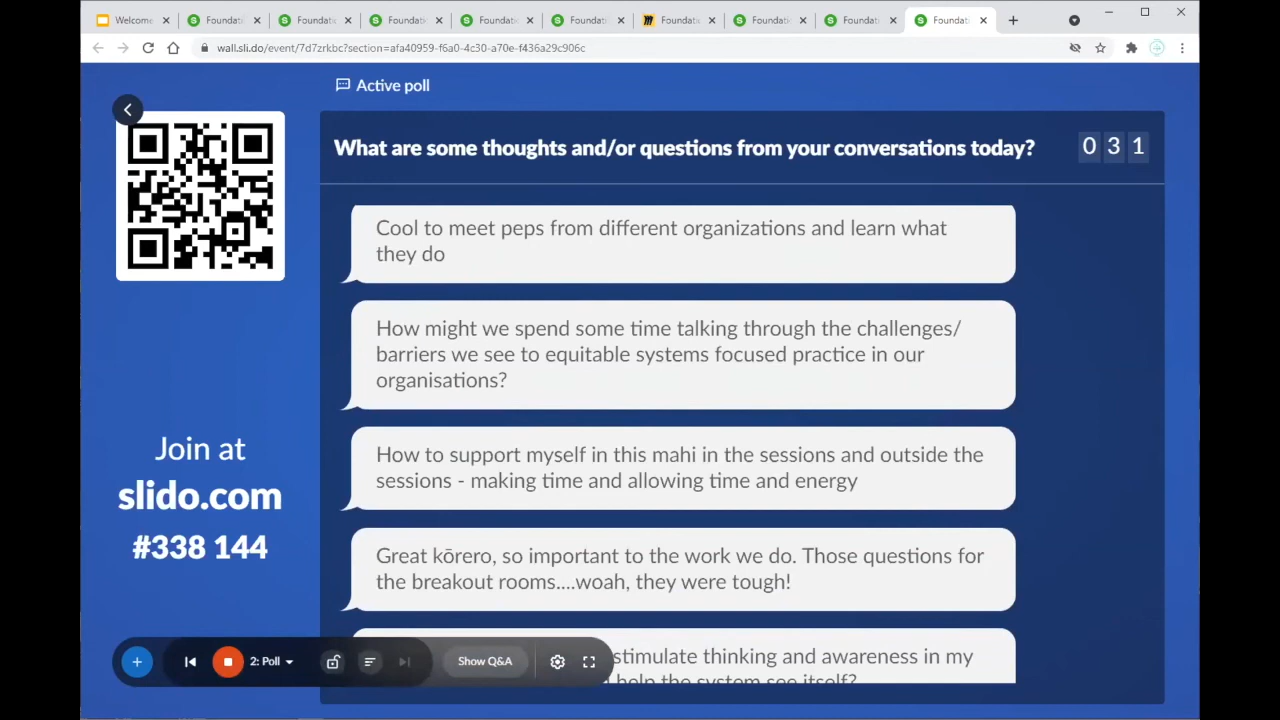 Welcome
Foundati
Foundatio
Foundatio
Foundatio
Foundati
Foundati
Foundatio
Foundati
Foundati
wall.sli.do/event/7d7zrkbc?section=afa40959-f6a0-4c30-a70e-f436a29c906c
Active poll
What are some thoughts and/or questions from your conversations today?
0 3 1
Cool to meet peps from different organizations and learn what
they do
How might we spend some time talking through the challenges/
barriers we see to equitable systems focused practice in our
organisations?
How to support myself in this mahi in the sessions and outside the
sessions - making time and allowing time and energy
Great kōrero, so important to the work we do. Those questions for
the breakout rooms....woah, they were tough!
stimulate thinking and awareness in my
help the system see itself?
Join at
slido.com
#338 144
2: Poll
Show Q&A